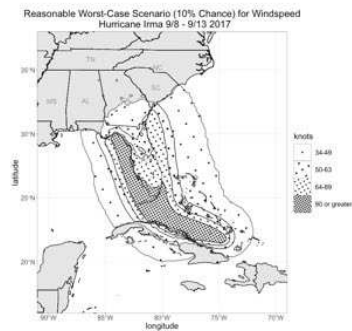 Reasonable Worst-Case Scenario (10% Chance) for Windspeed
Hurricane Irma 9/8 - 9/13 2017
TN
NC
SC
MS
AL
35°N
30°N
25°N
20°N
latitude
90°W
85°W
80°W
75°W
70°W
longitude
knots
34-49
50-63
64-89
90 or greater